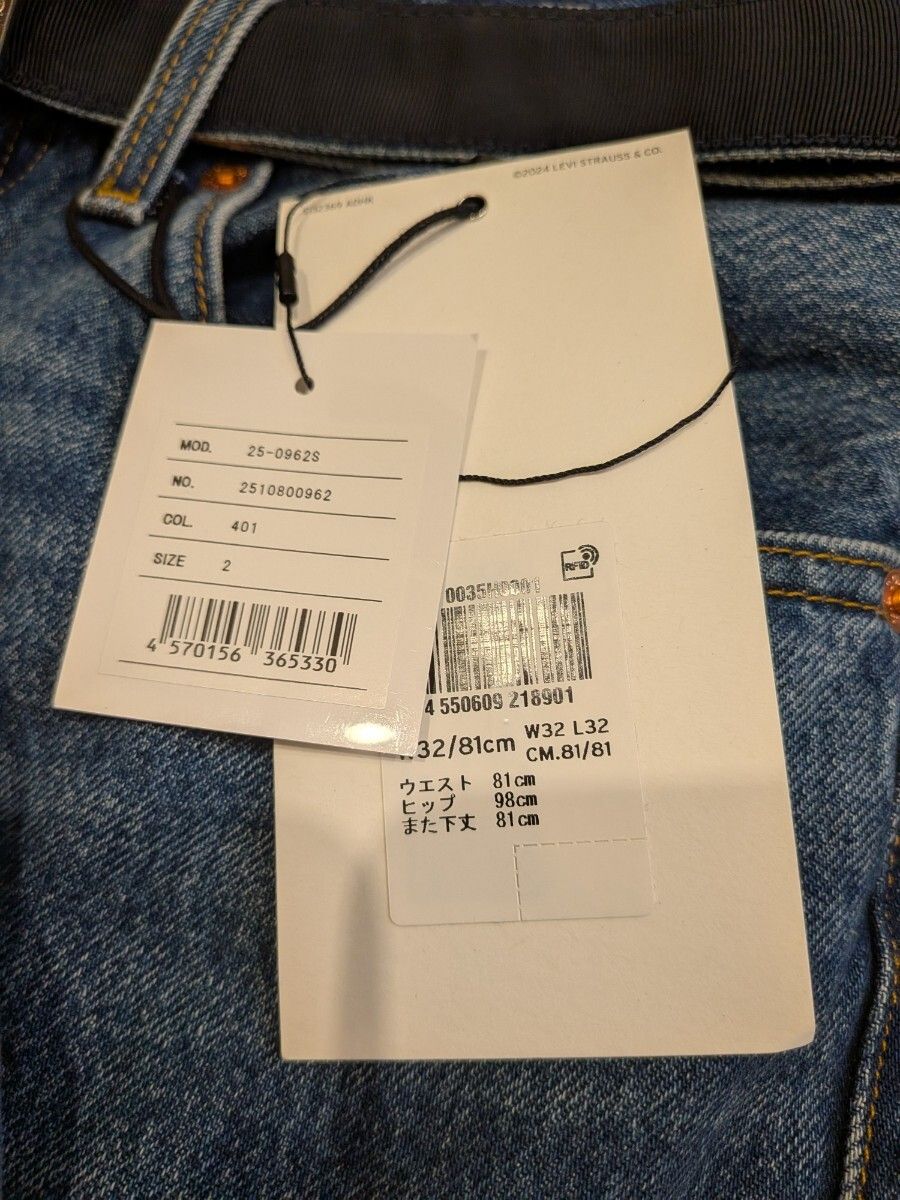 ©2024 LEVI STRAUSS & CO.
MOD. 25-0962S
NO. 2510800962
COL. 401
SIZE 2
4 570156 365330
RFID
4 550609 218901
32/81cm
W32 L32
CM.81/81
ウエスト 81cm
ヒップ 98cm
また下丈 81cm